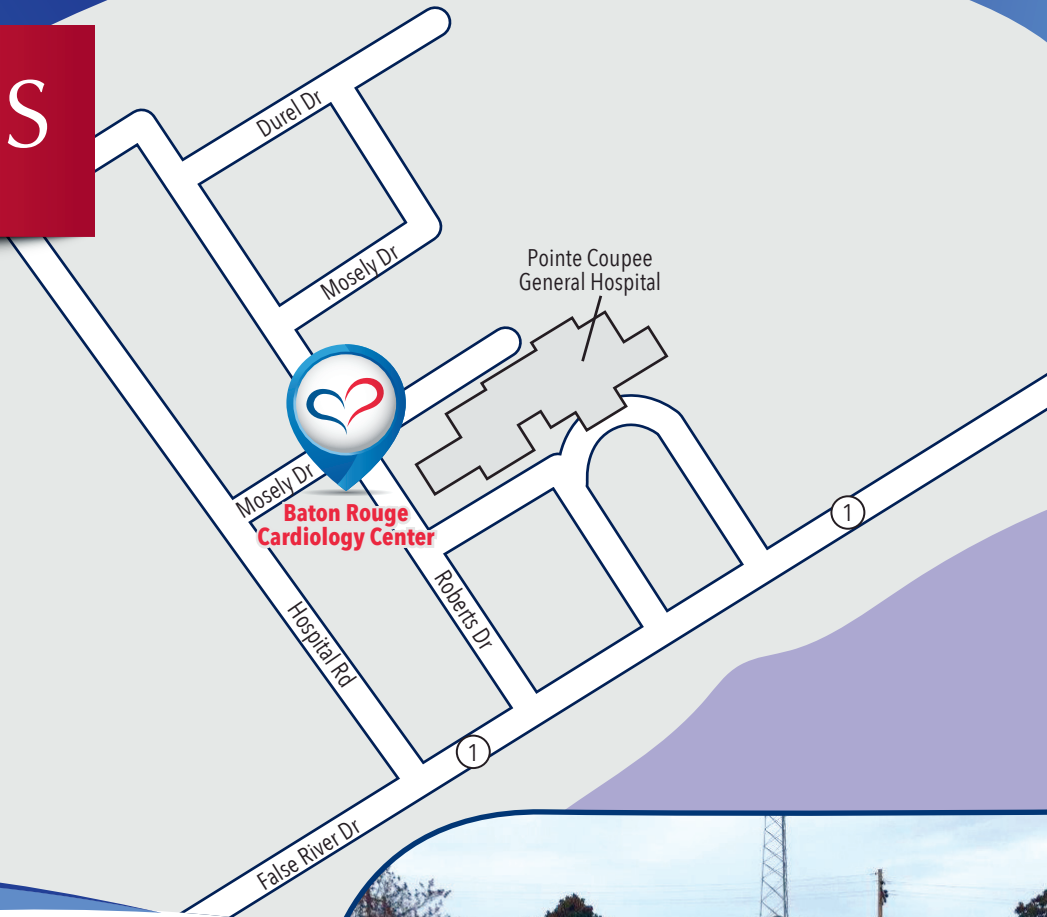 S
Durel Dr
Mosely Dr
Pointe Coupee
General Hospital
Mosely Dr
Baton Rouge
Cardiology Center
1
Roberts Dr
Hospital Rd
1
False River Dr